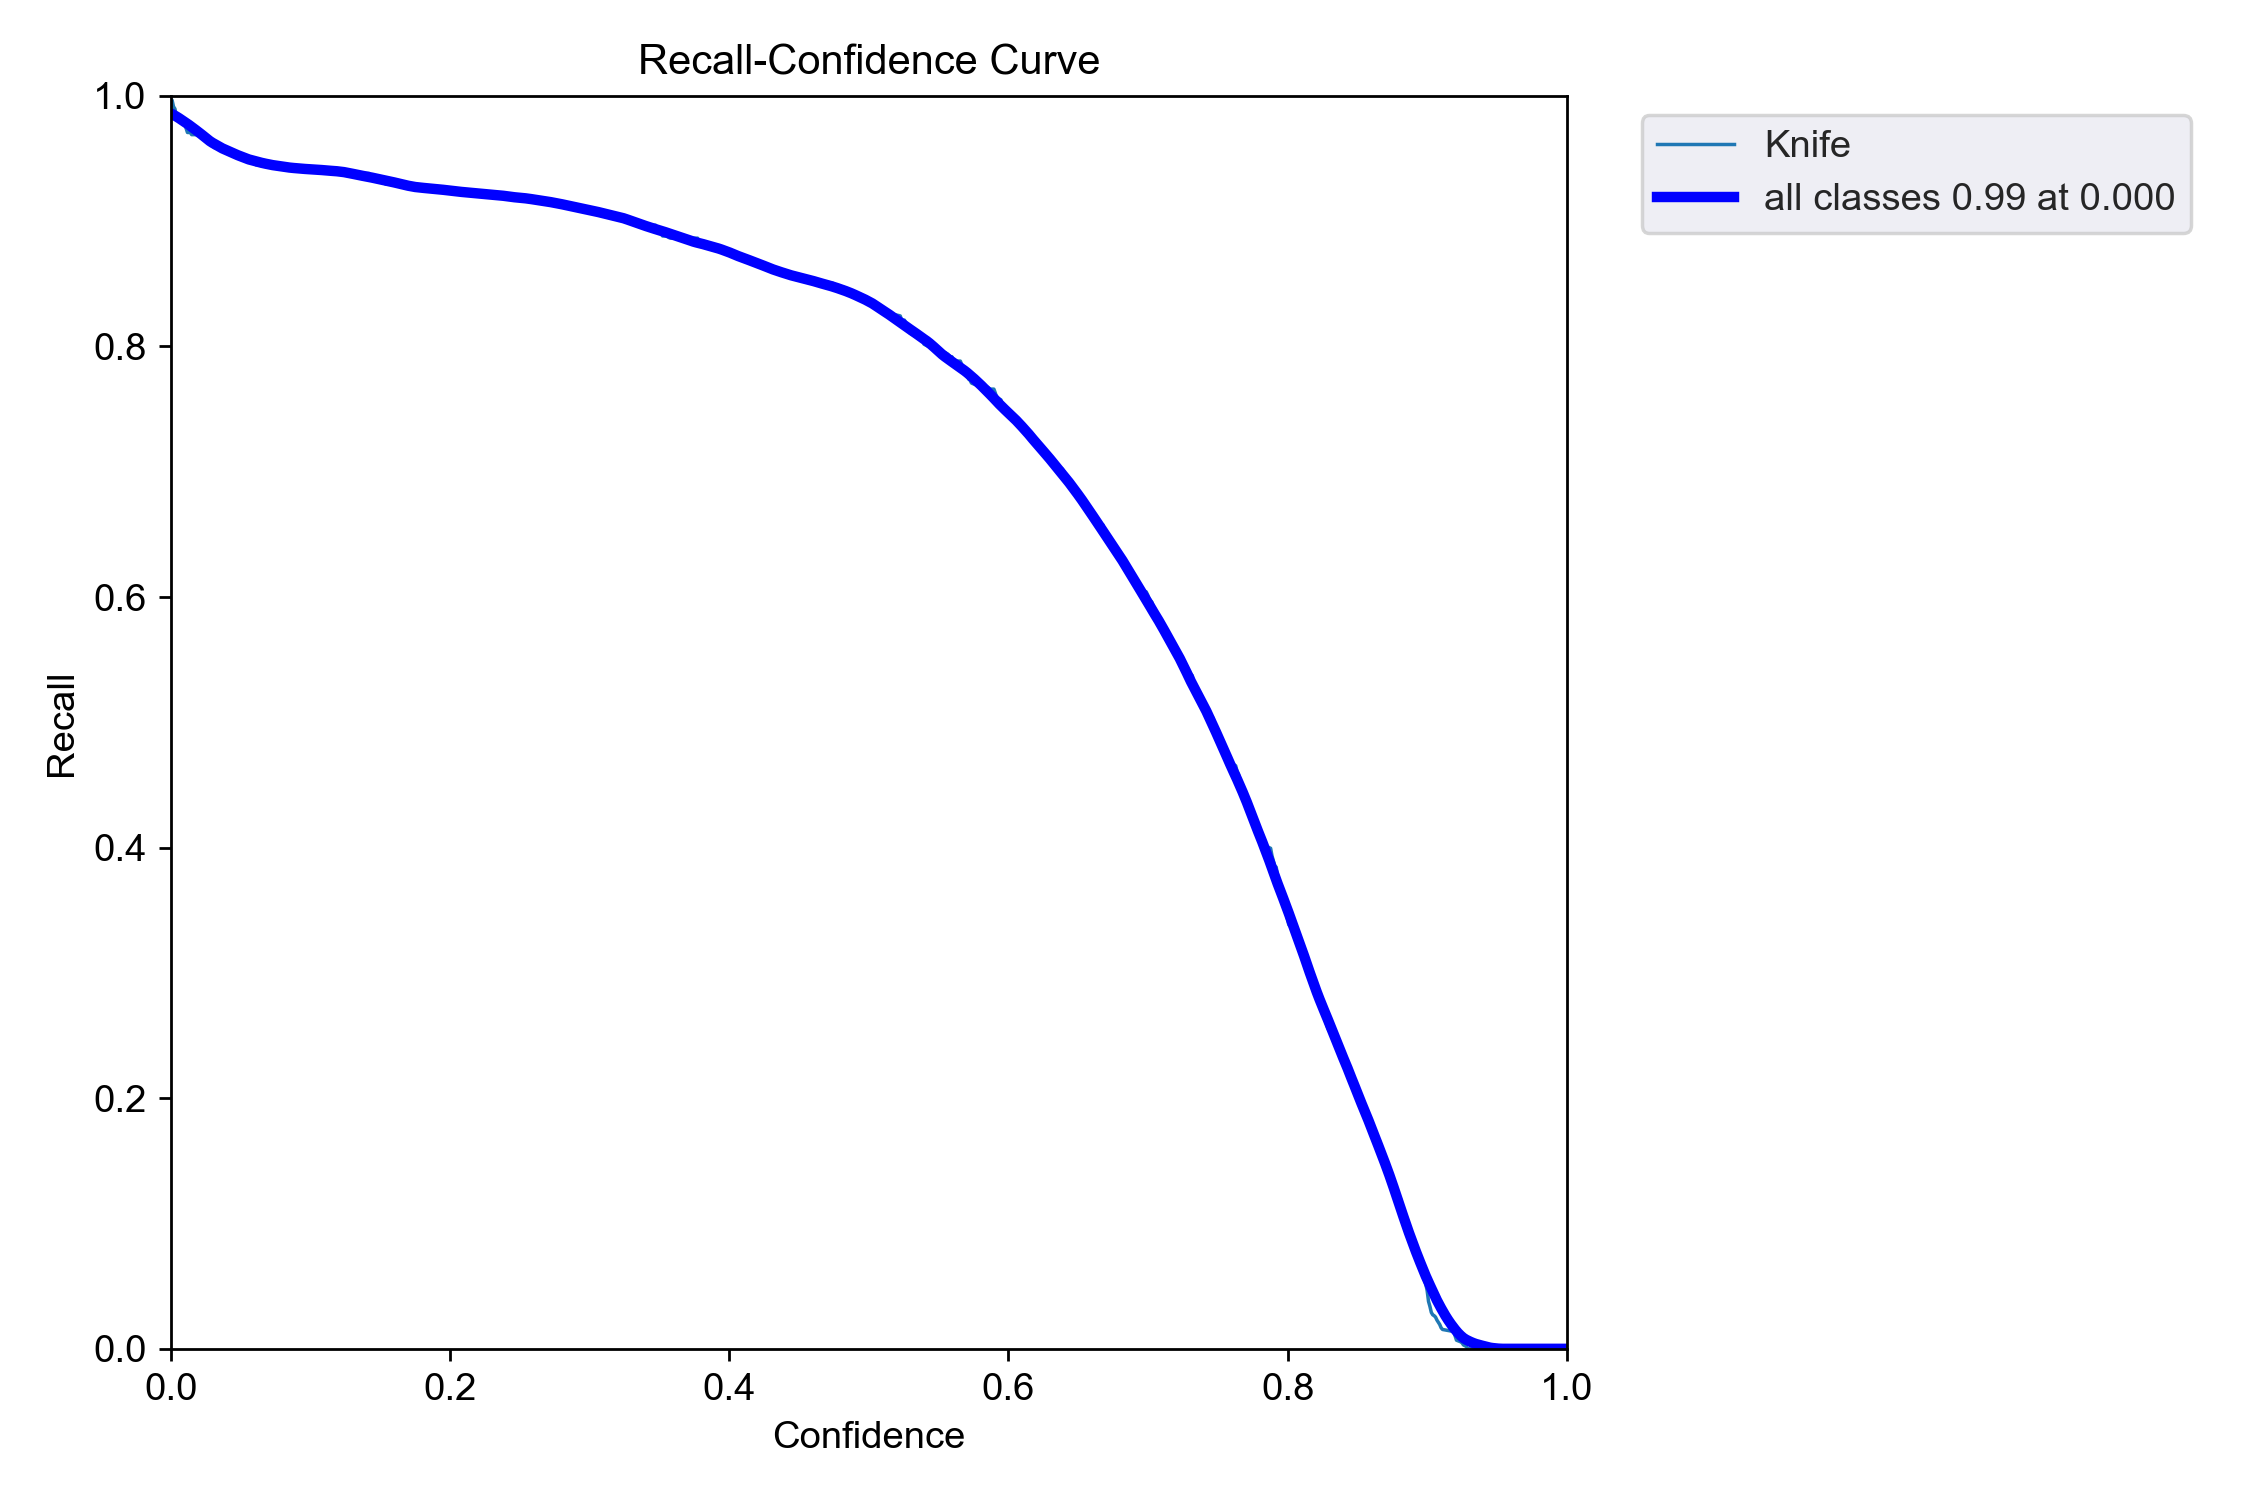 Recall-Confidence Curve
1.0
0.8
0.6
0.4
0.2
0.0
Recall
0.0 0.2 0.4 0.6 0.8 1.0
Confidence
Knife
all classes 0.99 at 0.000